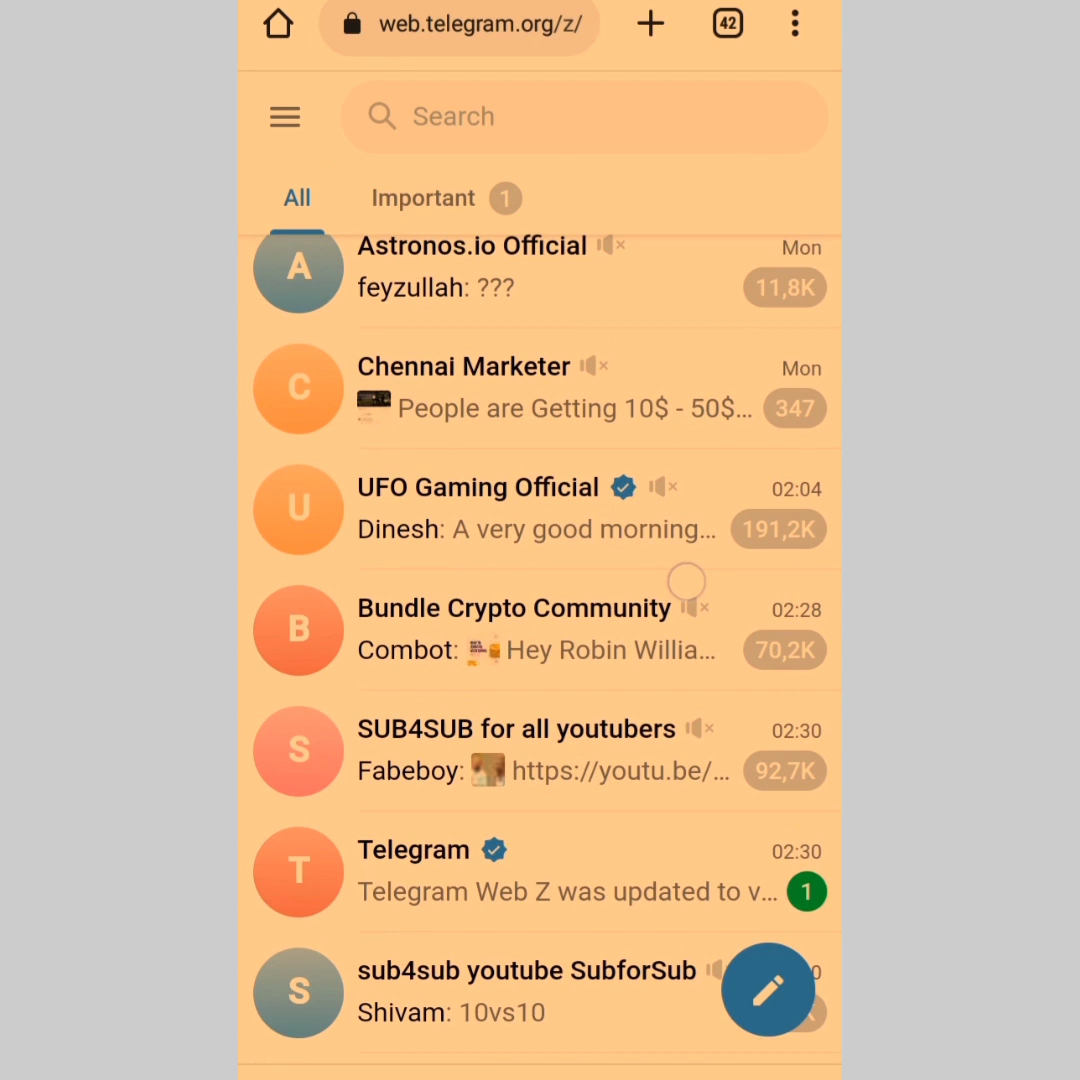 web.telegram.org/z/ 42
Search
All Important 1
A Astronos.io Official Mon
feyzullah: ??? 11,8K
C Chennai Marketer Mon
People are Getting 10$ - 50$... 347
U UFO Gaming Official 02:04
Dinesh: A very good morning... 191,2K
B Bundle Crypto Community 02:28
Combot: Hey Robin Willia... 70,2K
S SUB4SUB for all youtubers 02:30
Fabeboy: https://youtu.be/... 92,7K
T Telegram 02:30
Telegram Web Z was updated to v... 1
S sub4sub youtube SubforSub
Shivam: 10vs10